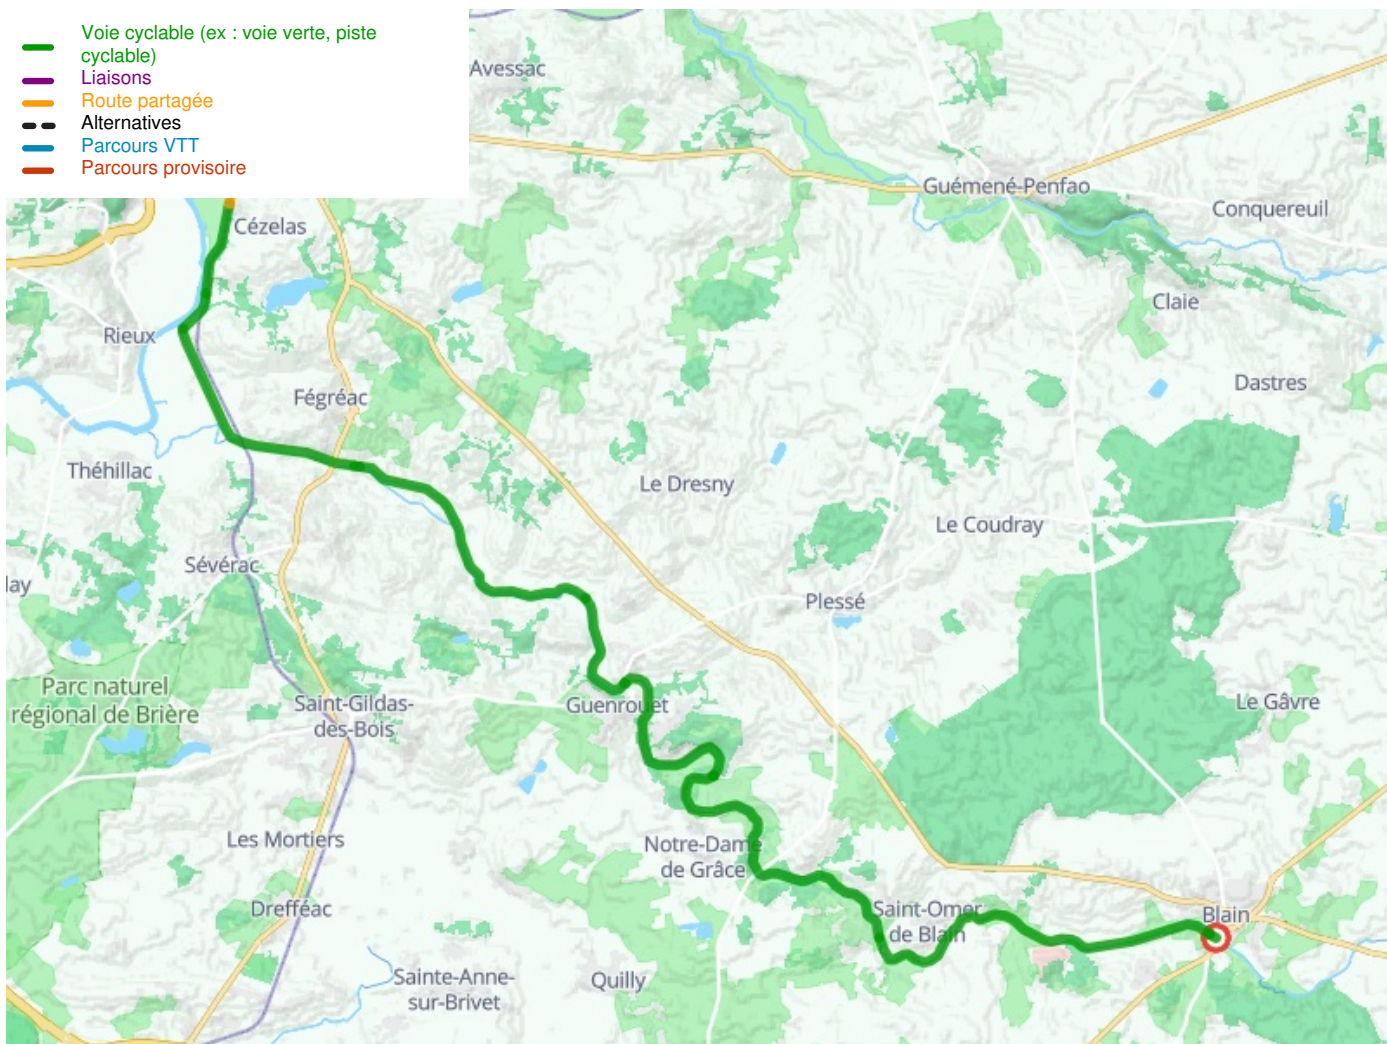 Voie cyclable (ex : voie verte, piste
cyclable)
Liaisons
Route partagée
Alternatives
Parcours VTT
Parcours provisoire
Avessac
Guémené-Penfao
Conquereuil
Cézelas
Claie
Rieux
Dastres
Fégréac
Théhillac
Le Dresny
Le Coudray
Sévérac
lay
Plessé
Parc naturel
régional de Brière
Saint-Gildas-
des-Bois
Guenrouet
Le Gâvre
Les Mortiers
Notre-Dame
de Grâce
Drefféac
Saint-Omer
de Blain
Blain
Sainte-Anne-
sur-Brivet
Quilly